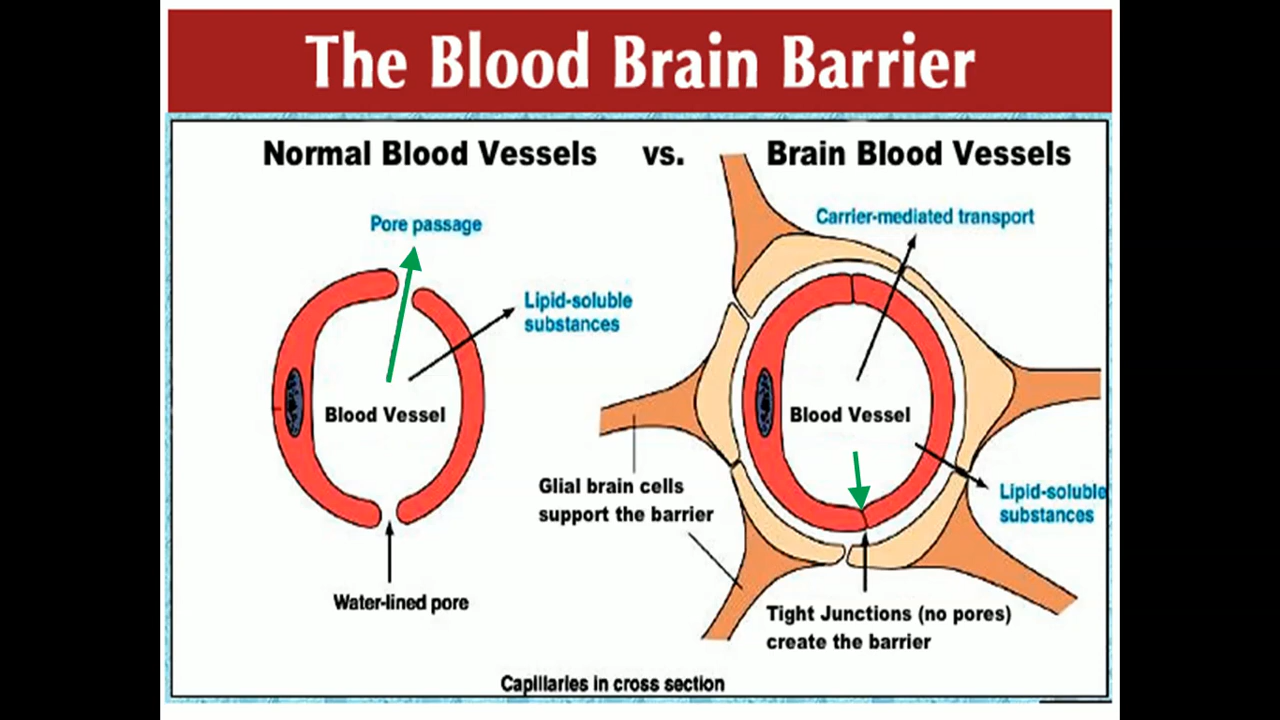 The Blood Brain Barrier
Normal Blood Vessels vs. Brain Blood Vessels
Pore passage
Lipid-soluble
substances
Blood Vessel
Water-lined pore
Carrier-mediated transport
Blood Vessel
Glial brain cells
support the barrier
Lipid-soluble
substances
Tight Junctions (no pores)
create the barrier
Capillaries in cross section